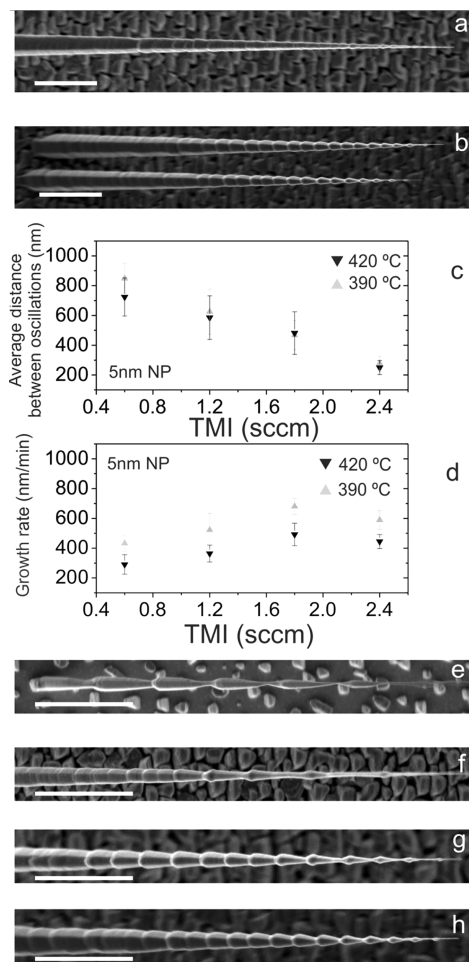 a
b
Average distance
between oscillations (nm)
1000
800
600
400
200
420 ºC
390 ºC
5nm NP
c
0.4 0.8 1.2 1.6 2.0 2.4
TMI (sccm)
Growth rate (nm/min)
1000
800
600
400
200
5nm NP
420 ºC
390 ºC
d
0.4 0.8 1.2 1.6 2.0 2.4
TMI (sccm)
e
f
g
h